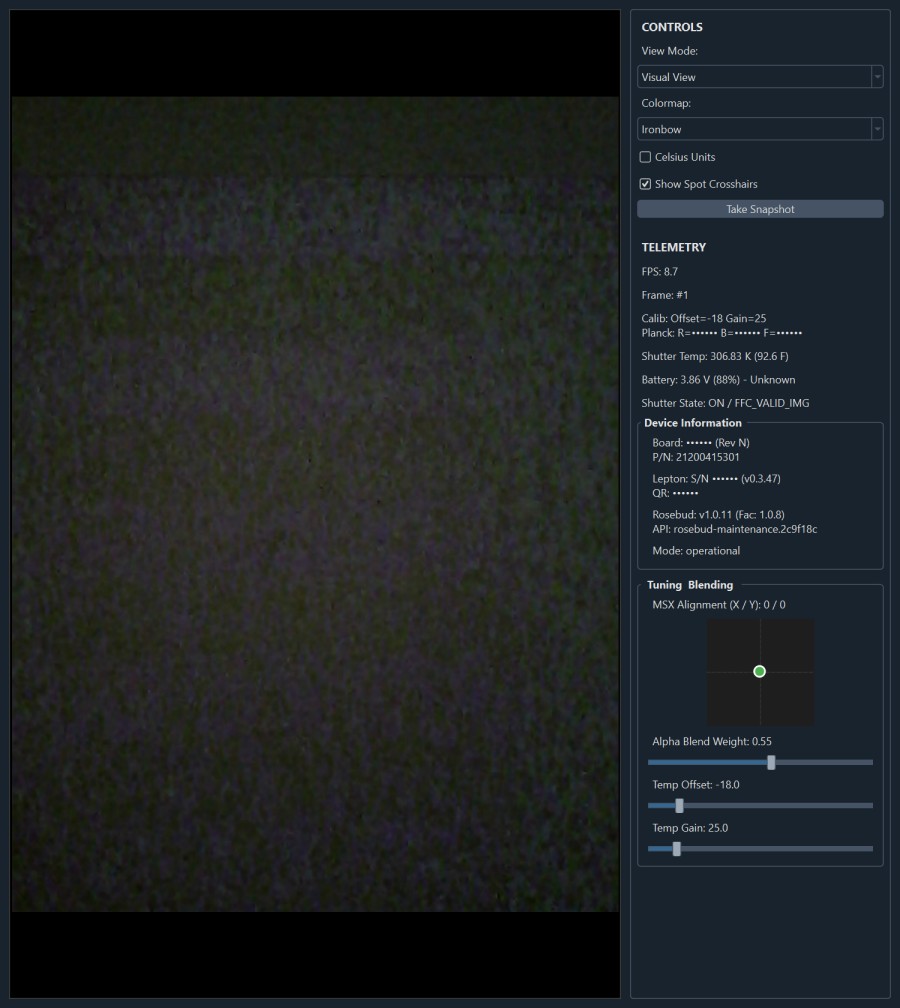 CONTROLS
View Mode:
Visual View
Colormap:
Ironbow
Celsius Units
Show Spot Crosshairs
Take Snapshot
TELEMETRY
FPS: 8.7
Frame: #1
Calib: Offset=-18 Gain=25
Planck: R=•••••• B=•••••• F=••••••
Shutter Temp: 306.83 K (92.6 F)
Battery: 3.86 V (88%) - Unknown
Shutter State: ON / FFC_VALID_IMG
Device Information
Board: •••••• (Rev N)
P/N: 21200415301
Lepton: S/N •••••• (v0.3.47)
QR: ••••••
Rosebud: v1.0.11 (Fac: 1.0.8)
API: rosebud-maintenance.2c9f18c
Mode: operational
Tuning  Blending
MSX Alignment (X / Y): 0 / 0
Alpha Blend Weight: 0.55
Temp Offset: -18.0
Temp Gain: 25.0